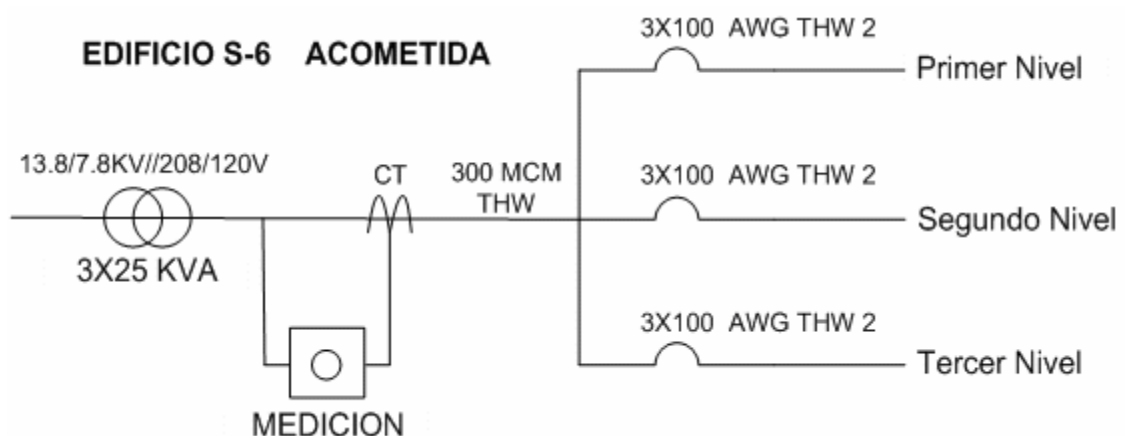 EDIFICIO S-6 ACOMETIDA
3X100 AWG THW 2
Primer Nivel
13.8/7.8KV//208/120V
3X25 KVA
CT
300 MCM
THW
3X100 AWG THW 2
Segundo Nivel
3X100 AWG THW 2
Tercer Nivel
MEDICION